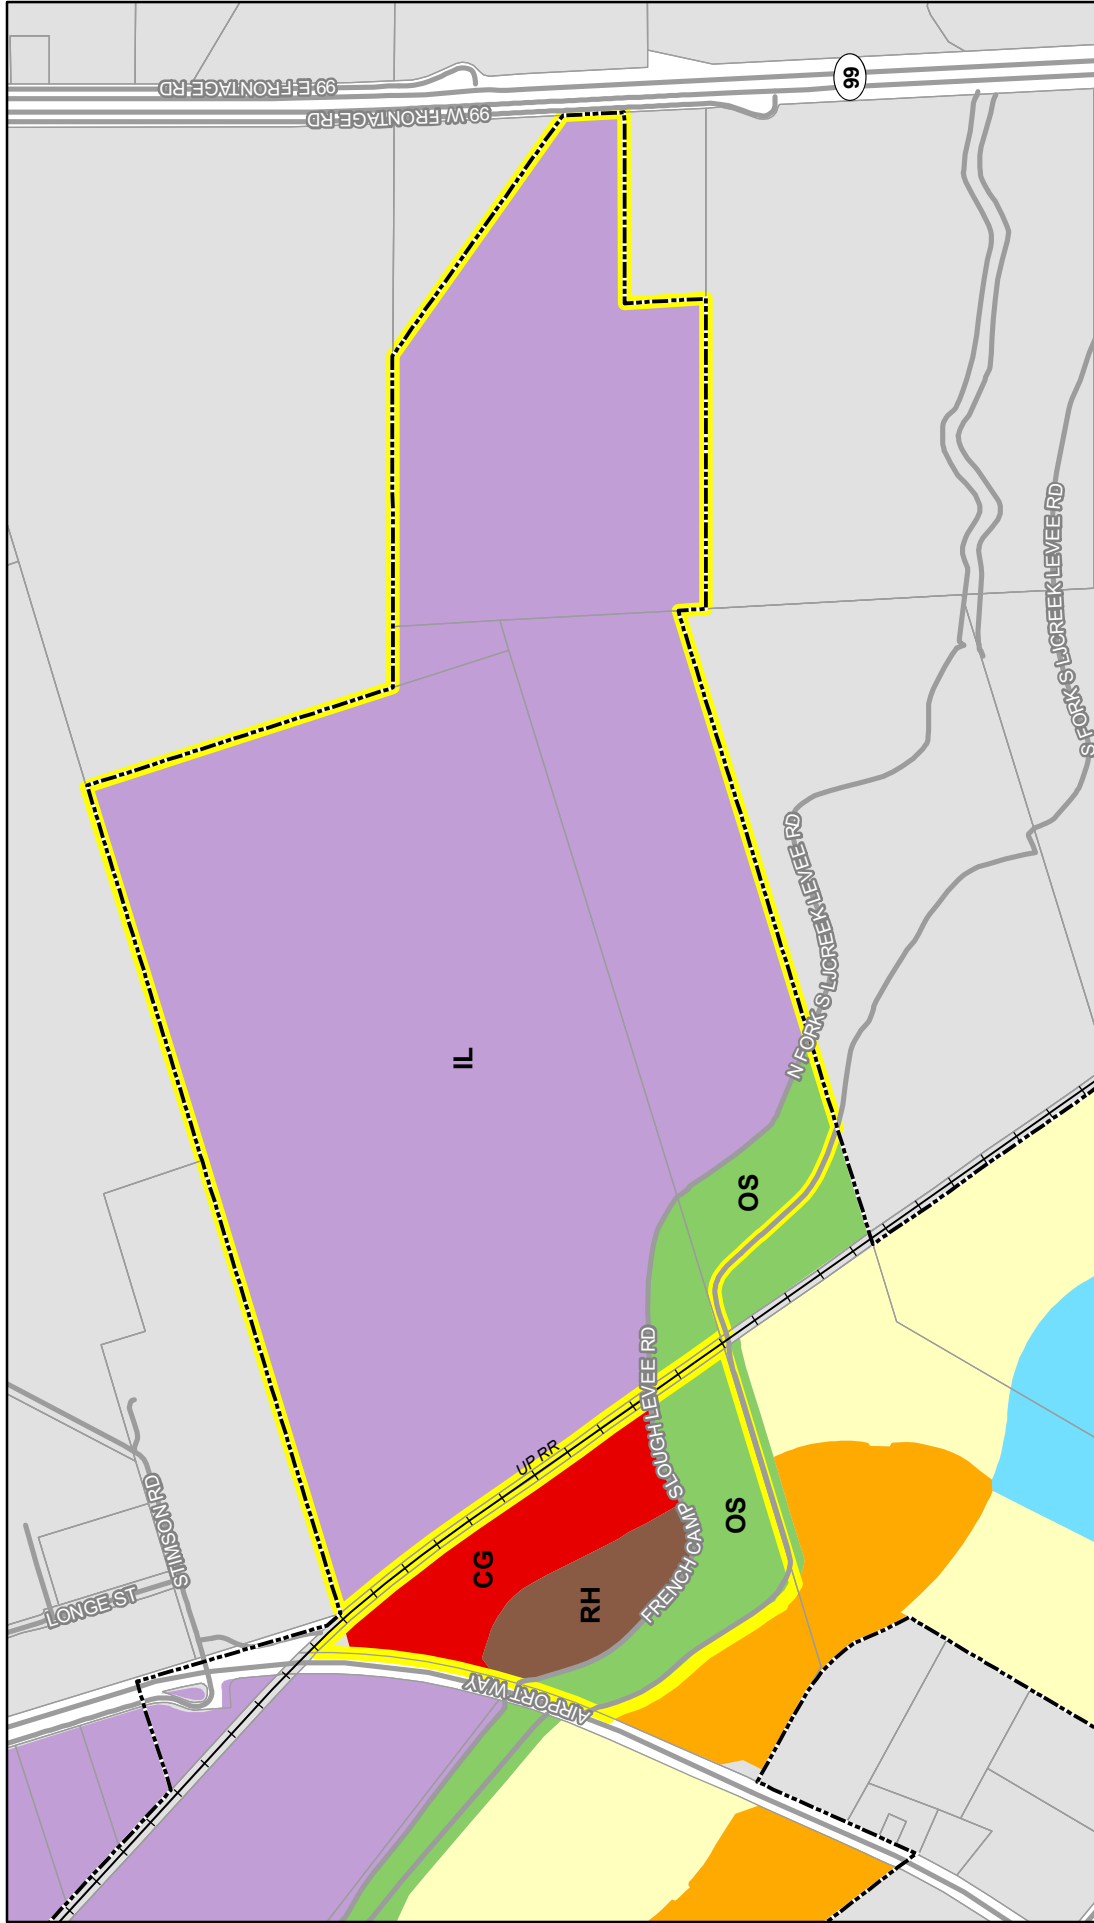 99 E FRONTAGE RD
99 W FRONTAGE RD
99
S FORK S LJCREEK LEVEE RD
N FORK S LJCREEK LEVEE RD
IL
OS
UP RR
FRENCH CAMP SLOUGH LEVEE RD
STIMSON RD
LONGE ST
CG
OS
RH
AIRPORT WAY